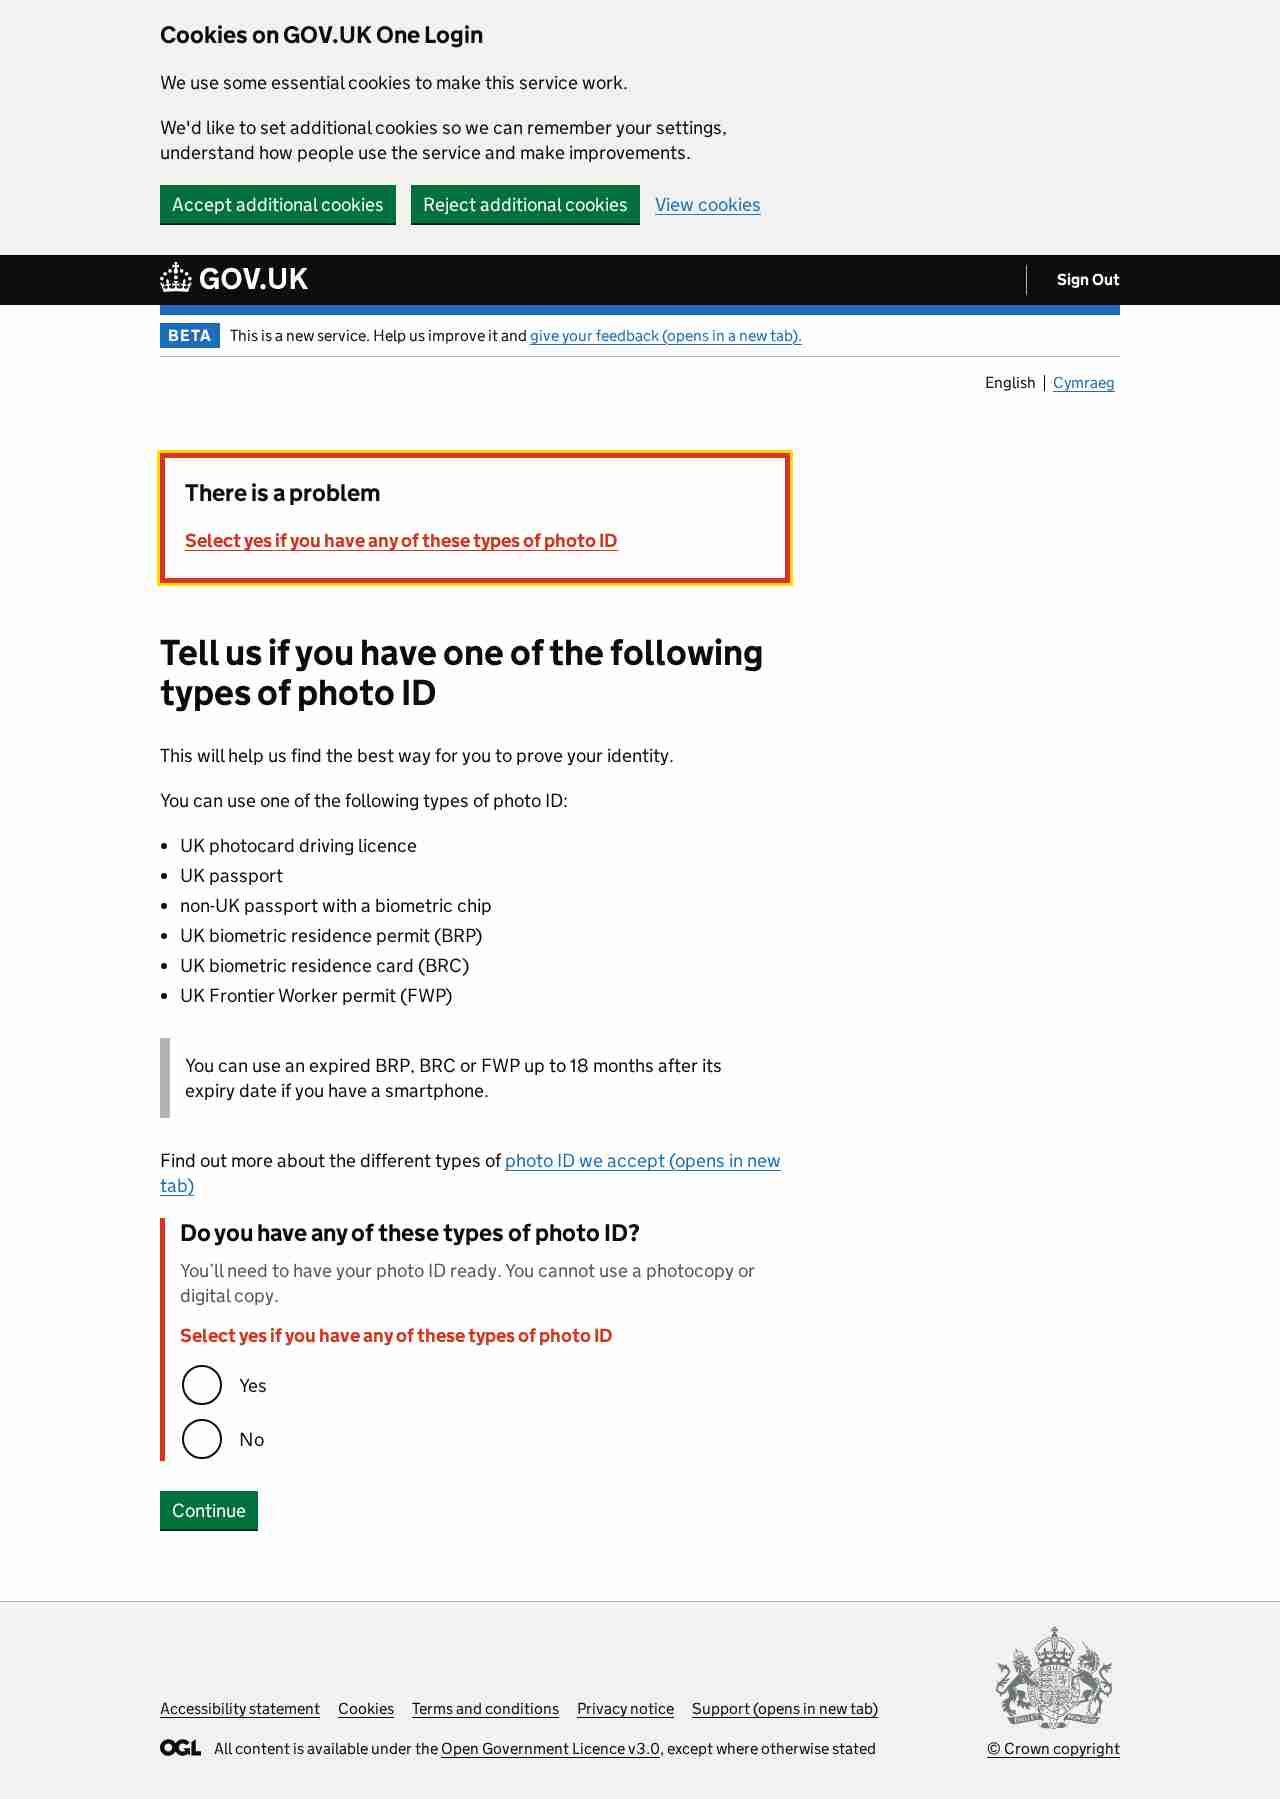 Cookies on GOV.UK One Login
We use some essential cookies to make this service work.
We'd like to set additional cookies so we can remember your settings,
understand how people use the service and make improvements.
Accept additional cookies
Reject additional cookies
View cookies
GOV.UK
Sign Out
BETA
This is a new service. Help us improve it and give your feedback (opens in a new tab).
English
Cymraeg
There is a problem
Select yes if you have any of these types of photo ID
Tell us if you have one of the following
types of photo ID
This will help us find the best way for you to prove your identity.
You can use one of the following types of photo ID:
• UK photocard driving licence
• UK passport
• non-UK passport with a biometric chip
• UK biometric residence permit (BRP)
• UK biometric residence card (BRC)
• UK Frontier Worker permit (FWP)
You can use an expired BRP, BRC or FWP up to 18 months after its
expiry date if you have a smartphone.
Find out more about the different types of photo ID we accept (opens in new
tab)
Do you have any of these types of photo ID?
You’ll need to have your photo ID ready. You cannot use a photocopy or
digital copy.
Select yes if you have any of these types of photo ID
Yes
No
Continue
Accessibility statement
Cookies
Terms and conditions
Privacy notice
Support (opens in new tab)
OGL
All content is available under the Open Government Licence v3.0, except where otherwise stated
© Crown copyright